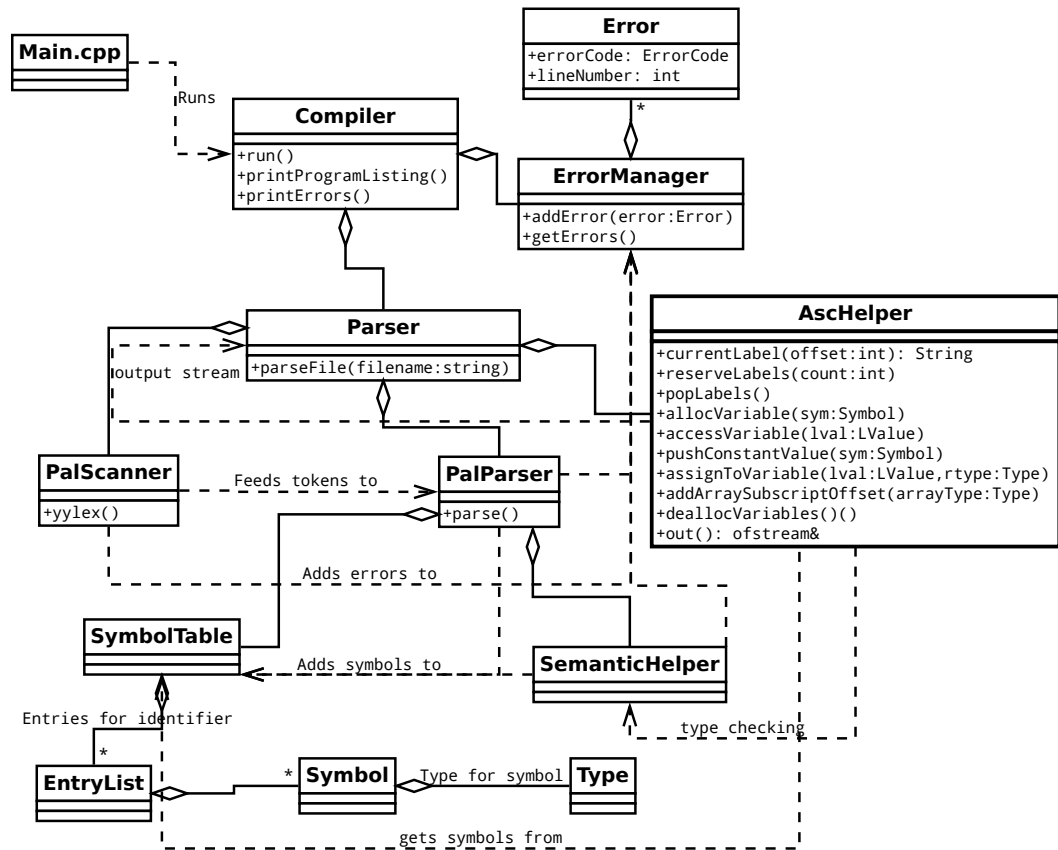 Error
+errorCode: ErrorCode
+lineNumber: int
Main.cpp
Runs
*
Compiler
+run()
+printProgramListing()
+printErrors()
ErrorManager
+addError(error:Error)
+getErrors()
Parser
+parseFile(filename:string)
output stream
AscHelper
+currentLabel(offset:int): String
+reserveLabels(count:int)
+popLabels()
+allocVariable(sym:Symbol)
+accessVariable(lval:LValue)
+pushConstantValue(sym:Symbol)
+assignToVariable(lval:LValue,rtype:Type)
+addArraySubscriptOffset(arrayType:Type)
+deallocVariables()()
+out(): ofstream&
PalScanner
+yylex()
Feeds tokens to
PalParser
+parse()
Adds errors to
SymbolTable
Adds symbols to
SemanticHelper
Entries for identifier
*
type checking
EntryList
*
Symbol
Type for symbol
Type
gets symbols from